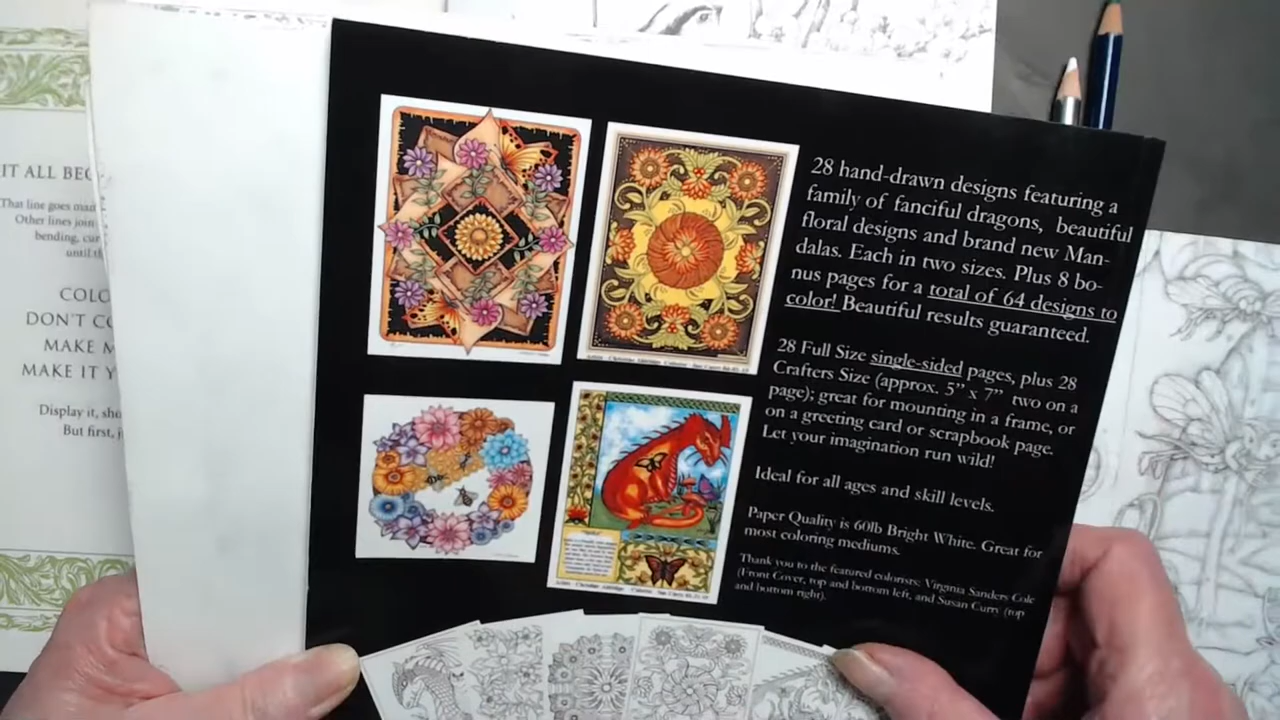 IT ALL BEG
That line goes
Other lines join
bending, cur
until th
COLO
DON'T CO
MAKE M
MAKE IT Y
Display it, sho
But first,
28 hand-drawn designs featuring a
family of fanciful dragons, beautiful
floral designs and brand new Man-
dalas. Each in two sizes. Plus 8 bo-
nus pages for a total of 64 designs to
color! Beautiful results guaranteed.
28 Full Size single-sided pages, plus 28
Crafters Size (approx. 5” x 7” two on a
page); great for mounting in a frame, or
on a greeting card or scrapbook page.
Let your imagination run wild!
Ideal for all ages and skill levels.
Paper Quality is 60lb Bright White. Great for
most coloring mediums.
Thank you to the featured colorists: Virginia Sanders Cole
(Front Cover, top and bottom left, and Susan Curry (top
and bottom right).